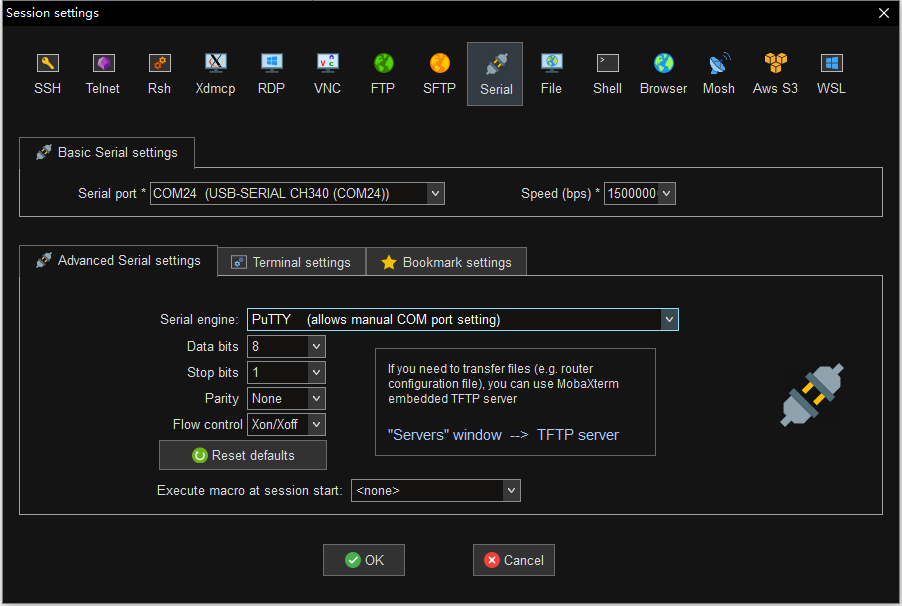 Session settings
SSH Telnet Rsh Xdmcp RDP VNC FTP SFTP Serial File Shell Browser Mosh Aws S3 WSL
Basic Serial settings
Serial port * COM24 (USB-SERIAL CH340 (COM24)) Speed (bps) * 1500000
Advanced Serial settings Terminal settings Bookmark settings
Serial engine: PuTTY (allows manual COM port setting)
Data bits 8
Stop bits 1
Parity None
Flow control Xon/Xoff
Reset defaults
If you need to transfer files (e.g. router
configuration file), you can use MobaXterm
embedded TFTP server
"Servers" window --> TFTP server
Execute macro at session start: <none>
OK Cancel